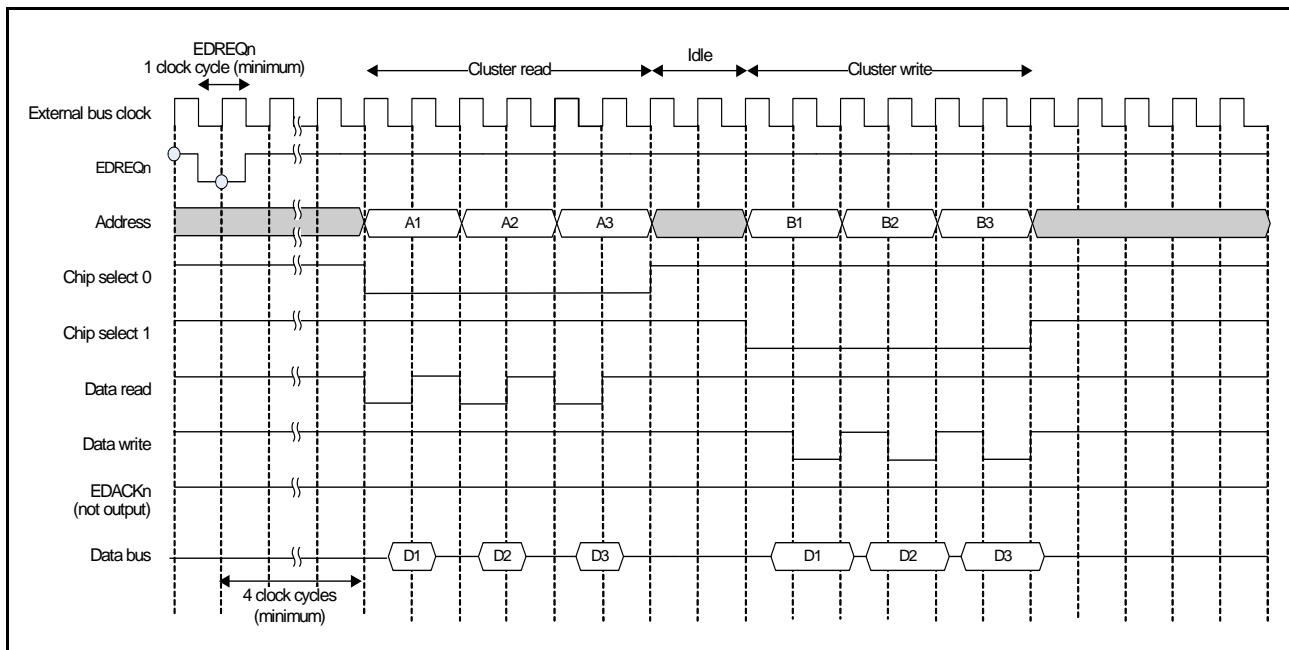 EDREQn
1 clock cycle (minimum)
Cluster read
Idle
Cluster write
External bus clock
EDREQn
Address
A1
A2
A3
B1
B2
B3
Chip select 0
Chip select 1
Data read
Data write
EDACKn
(not output)
Data bus
D1
D2
D3
D1
D2
D3
4 clock cycles
(minimum)